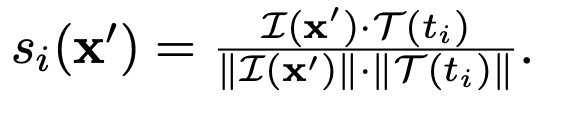 $s_i(\mathbf{x}') = \frac{\mathcal{I}(\mathbf{x}') \cdot \mathcal{T}(t_i)}{\|\mathcal{I}(\mathbf{x}')\| \cdot \|\mathcal{T}(t_i)\|}.$